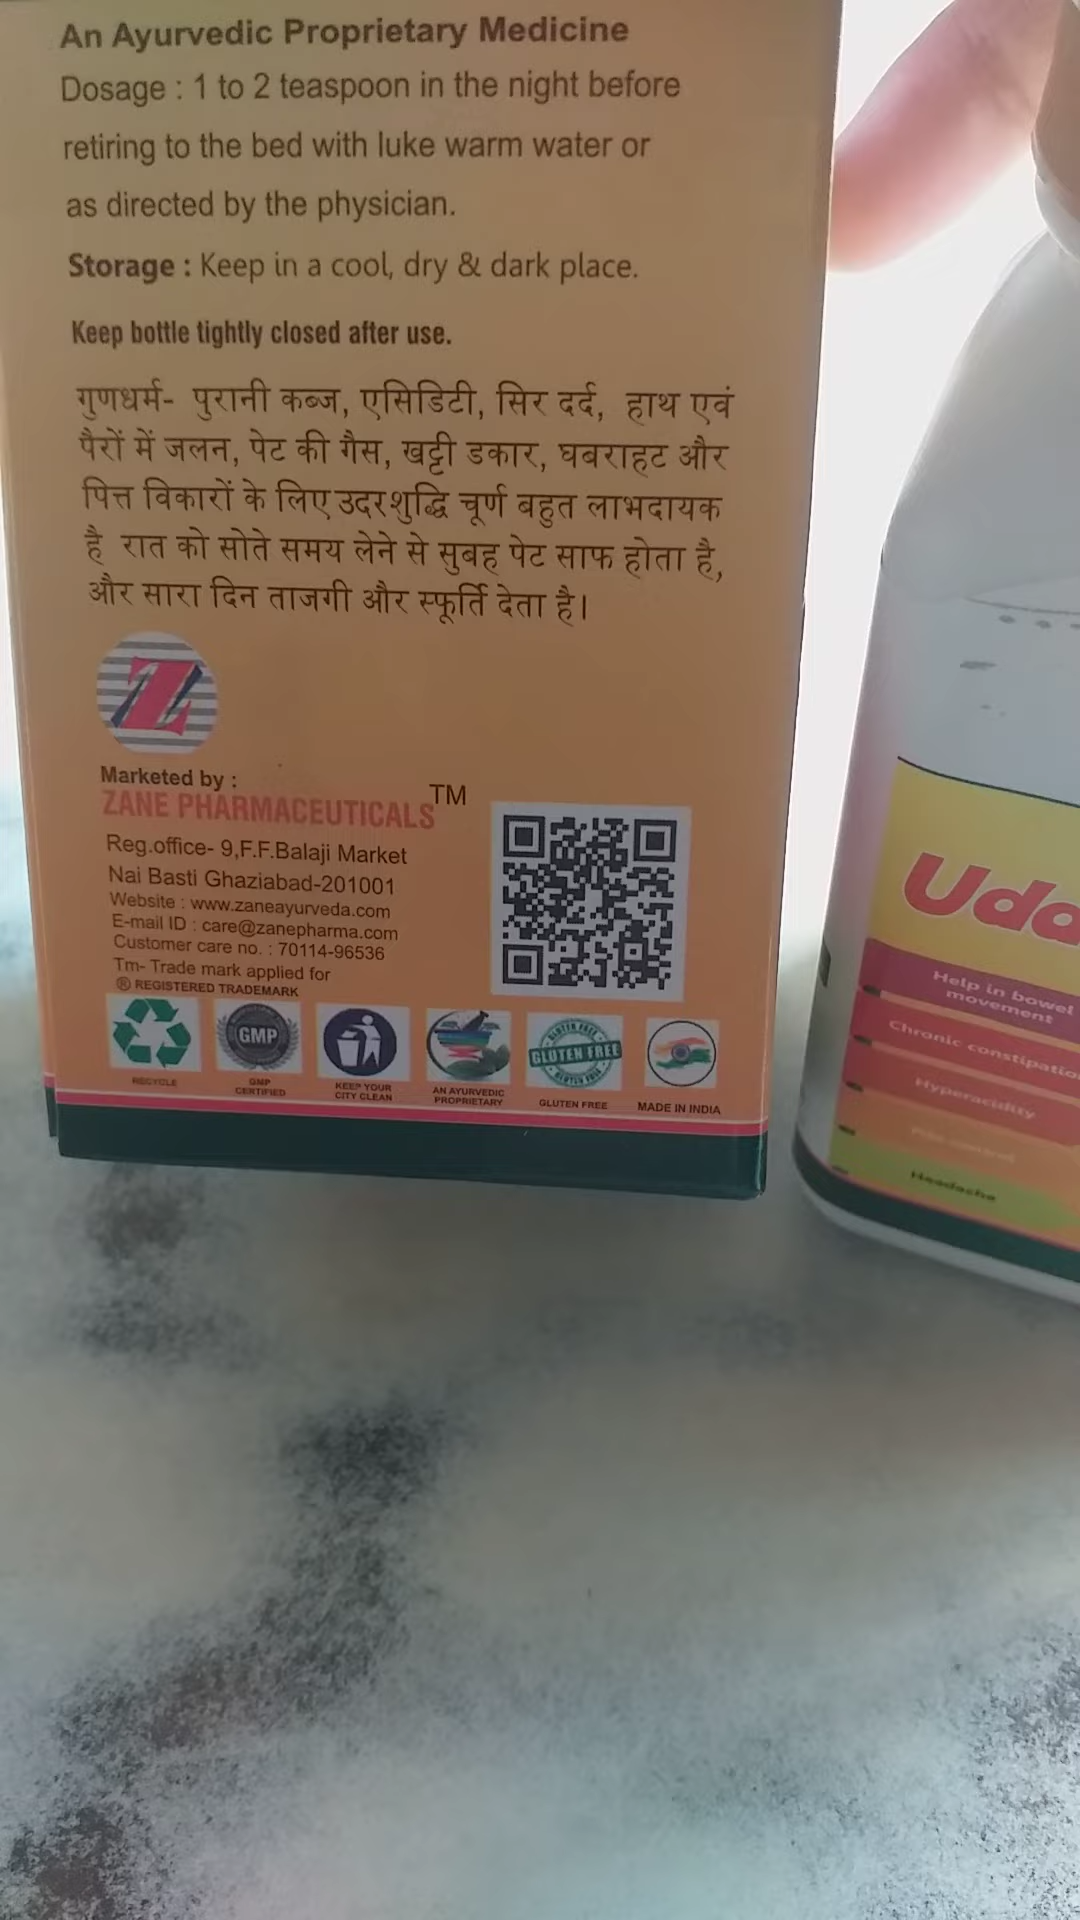 An Ayurvedic Proprietary Medicine
Dosage : 1 to 2 teaspoon in the night before
retiring to the bed with luke warm water or
as directed by the physician.
Storage : Keep in a cool, dry & dark place.
Keep bottle tightly closed after use.
गुणधर्म- पुरानी कब्ज, एसिडिटी, सिर दर्द, हाथ एवं
पैरों में जलन, पेट की गैस, खट्टी डकार, घबराहट और
पित्त विकारों के लिए उदरशुद्धि चूर्ण बहुत लाभदायक
है रात को सोते समय लेने से सुबह पेट साफ होता है,
और सारा दिन ताजगी और स्फूर्ति देता है।
Z
Marketed by :
ZANE PHARMACEUTICALS TM
Reg.office- 9,F.F.Balaji Market
Nai Basti Ghaziabad-201001
Website : www.zaneayurveda.com
E-mail ID : care@zanepharma.com
Customer care no. : 70114-96536
Tm- Trade mark applied for
® REGISTERED TRADEMARK
GMP
GLUTEN FREE
GLUTEN FREE
GLUTEN FREE
RECYCLE
GMP
CERTIFIED
KEEP YOUR
CITY CLEAN
AN AYURVEDIC
PROPRIETARY
GLUTEN FREE
MADE IN INDIA
Uda
Help in bowel
movement
Chronic constipatio
Hyperacidity
Headache